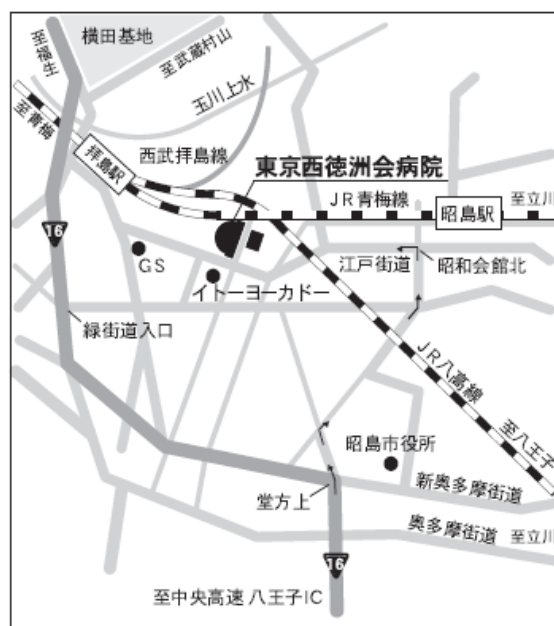 横田基地
至福生
至武蔵村山
玉川上水
至青梅
拝島駅
西武拝島線
東京西徳洲会病院
JR青梅線
昭島駅
至立川
16
GS
イトーヨーカドー
江戸街道
昭和会館北
緑街道入口
JR八高線
至八王子
昭島市役所
新奥多摩街道
堂方上
奥多摩街道
至立川
16
至中央高速 八王子IC